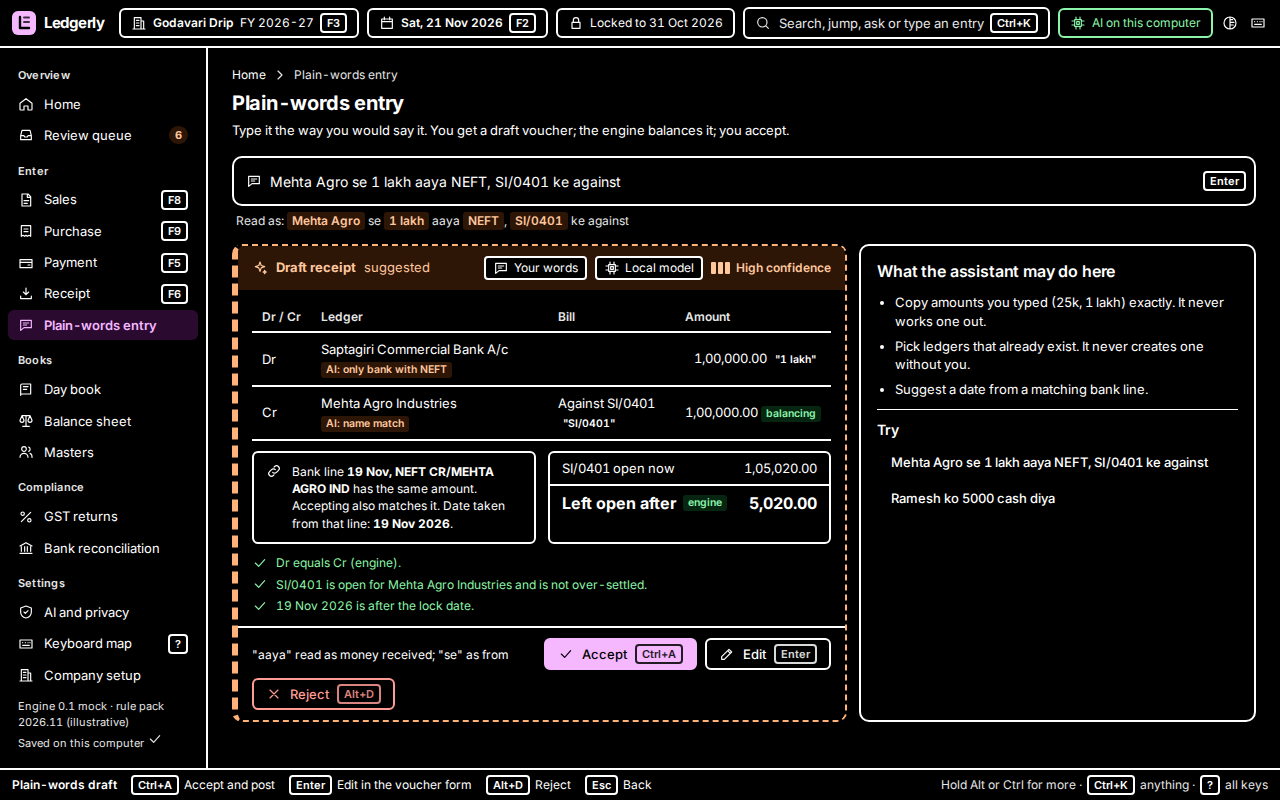 Ledgerly
Godavari Drip FY 2026-27 F3
Sat, 21 Nov 2026 F2
Locked to 31 Oct 2026
Search, jump, ask or type an entry Ctrl+K
AI on this computer
Overview
Home
Review queue 6
Enter
Sales F8
Purchase F9
Payment F5
Receipt F6
Plain-words entry
Books
Day book
Balance sheet
Masters
Compliance
GST returns
Bank reconciliation
Settings
AI and privacy
Keyboard map ?
Company setup
Engine 0.1 mock · rule pack
2026.11 (illustrative)
Saved on this computer
Home > Plain-words entry
Plain-words entry
Type it the way you would say it. You get a draft voucher; the engine balances it; you accept.
Mehta Agro se 1 lakh aaya NEFT, SI/0401 ke against Enter
Read as: Mehta Agro se 1 lakh aaya NEFT , SI/0401 ke against
Draft receipt suggested Your words Local model High confidence
Dr / Cr Ledger Bill Amount
Dr Saptagiri Commercial Bank A/c 1,00,000.00 "1 lakh"
AI: only bank with NEFT
Cr Mehta Agro Industries Against SI/0401 1,00,000.00 balancing
AI: name match "SI/0401"
Bank line 19 Nov, NEFT CR/MEHTA
AGRO IND has the same amount.
Accepting also matches it. Date taken
from that line: 19 Nov 2026.
SI/0401 open now 1,05,020.00
Left open after engine 5,020.00
Dr equals Cr (engine).
SI/0401 is open for Mehta Agro Industries and is not over-settled.
19 Nov 2026 is after the lock date.
"aaya" read as money received; "se" as from
Accept Ctrl+A
Edit Enter
Reject Alt+D
What the assistant may do here
• Copy amounts you typed (25k, 1 lakh) exactly. It never
works one out.
• Pick ledgers that already exist. It never creates one
without you.
• Suggest a date from a matching bank line.
Try
Mehta Agro se 1 lakh aaya NEFT, SI/0401 ke against
Ramesh ko 5000 cash diya
Plain-words draft Ctrl+A Accept and post Enter Edit in the voucher form Alt+D Reject Esc Back
Hold Alt or Ctrl for more · Ctrl+K anything · ? all keys